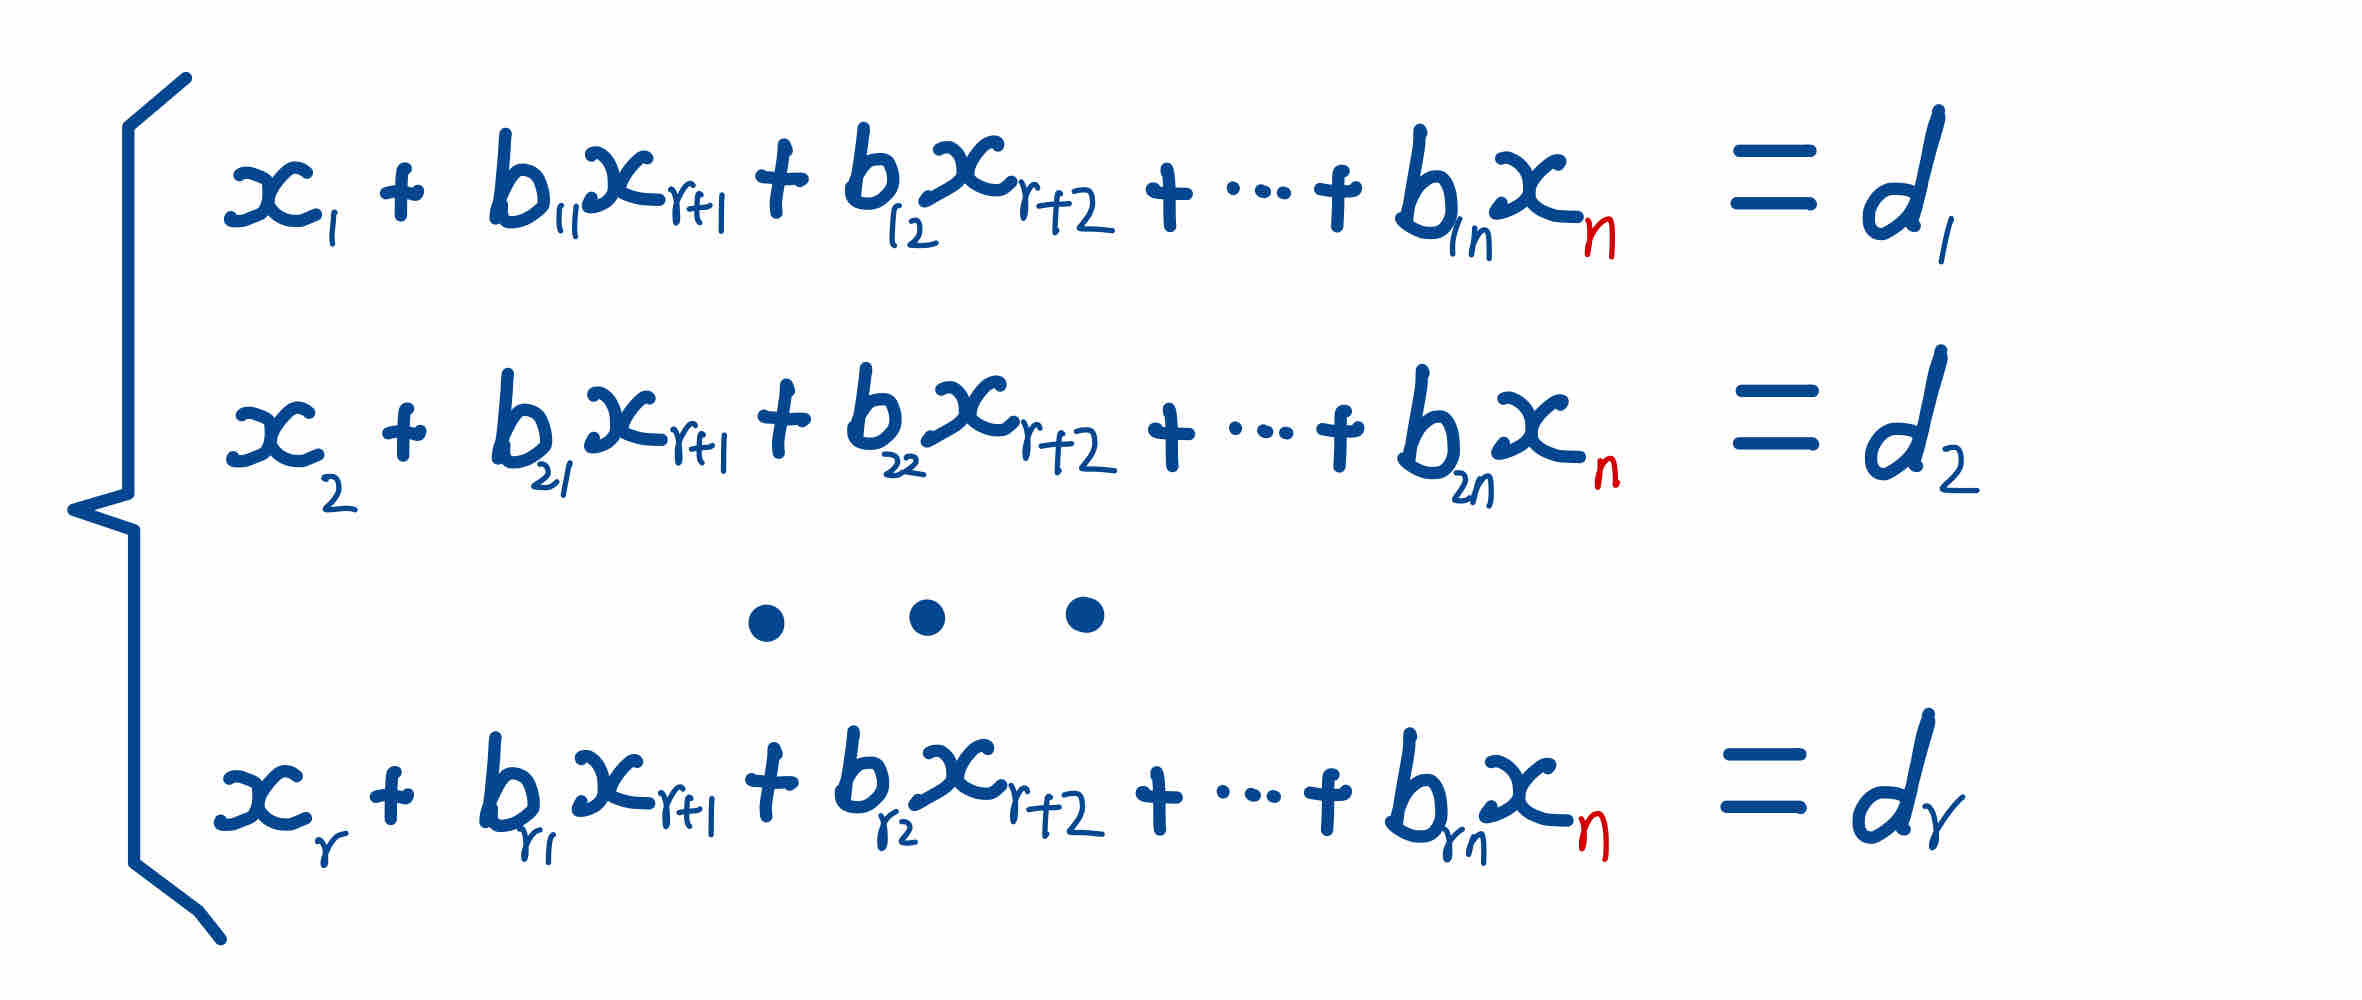 x₁ + b₁₁xᵣ₊₁ + b₁₂xᵣ₊₂ + ... + b₁ₙxₙ = d₁
x₂ + b₂₁xᵣ₊₁ + b₂₂xᵣ₊₂ + ... + b₂ₙxₙ = d₂
• • •
xᵣ + bᵣ₁xᵣ₊₁ + bᵣ₂xᵣ₊₂ + ... + bᵣₙxₙ = dᵣ